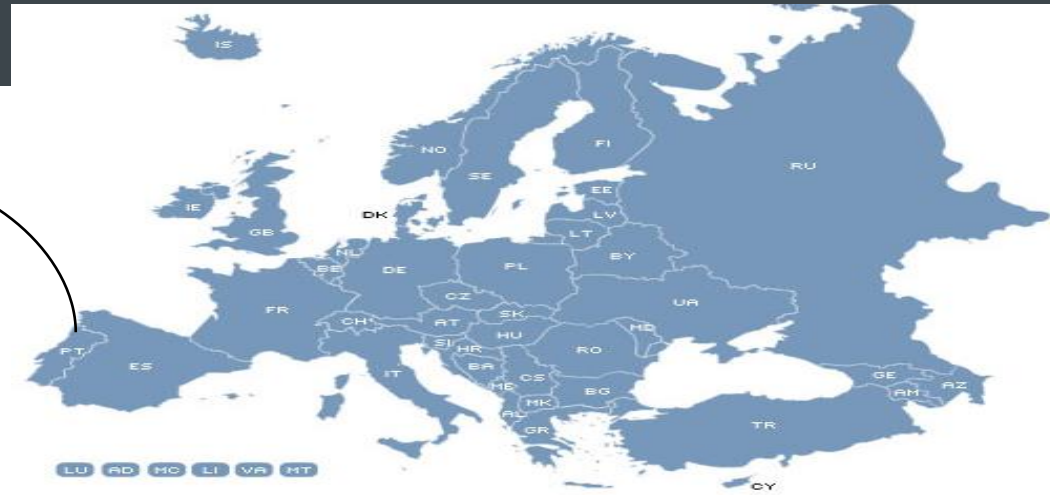 IS
NO
FI
RU
SE
EE
IE
DK
LV
GB
LT
NL
BY
BE
DE
PL
CZ
UA
FR
SK
CH
AT
MD
HU
SI
HR
RO
PT
ES
BA
IT
CS
GE
ME
BG
AZ
AM
MK
AL
TR
GR
LU AD MC LI VA MT
CY